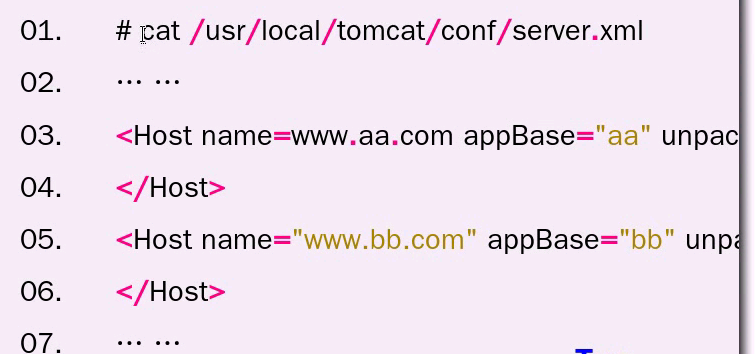 01. # cat /usr/local/tomcat/conf/server.xml
02. ... ...
03. <Host name=www.aa.com appBase="aa" unpac
04. </Host>
05. <Host name="www.bb.com" appBase="bb" unpa
06. </Host>
07. ... ...